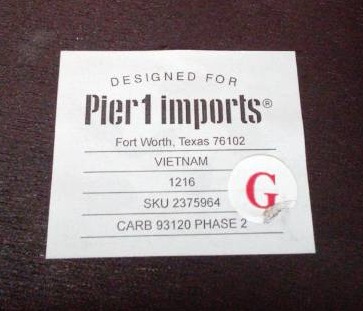 DESIGNED FOR
Pier1 imports®
Fort Worth, Texas 76102
VIETNAM
1216
G
SKU 2375964
CARB 93120 PHASE 2